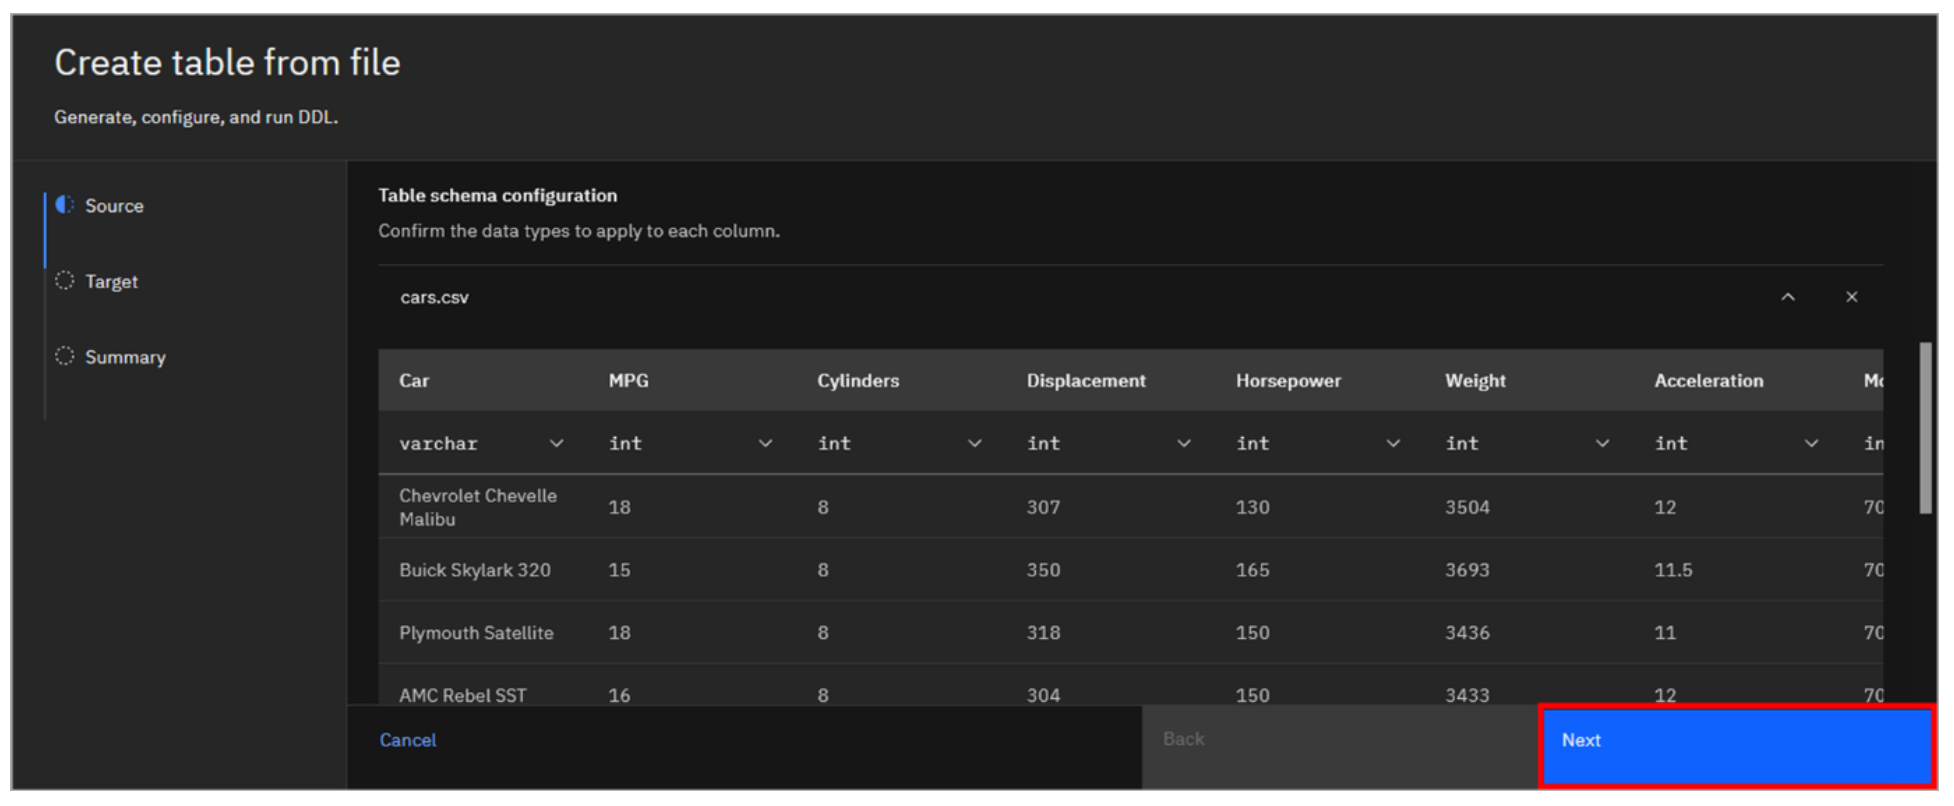 Create table from file
Generate, configure, and run DDL.
Source
Target
Summary
Table schema configuration
Confirm the data types to apply to each column.
cars.csv
Car MPG Cylinders Displacement Horsepower Weight Acceleration
varchar int int int int int int in
Chevrolet Chevelle
Malibu 18 8 307 130 3504 12 70
Buick Skylark 320 15 8 350 165 3693 11.5 70
Plymouth Satellite 18 8 318 150 3436 11 70
AMC Rebel SST 16 8 304 150 3433 12 70
Cancel Back Next